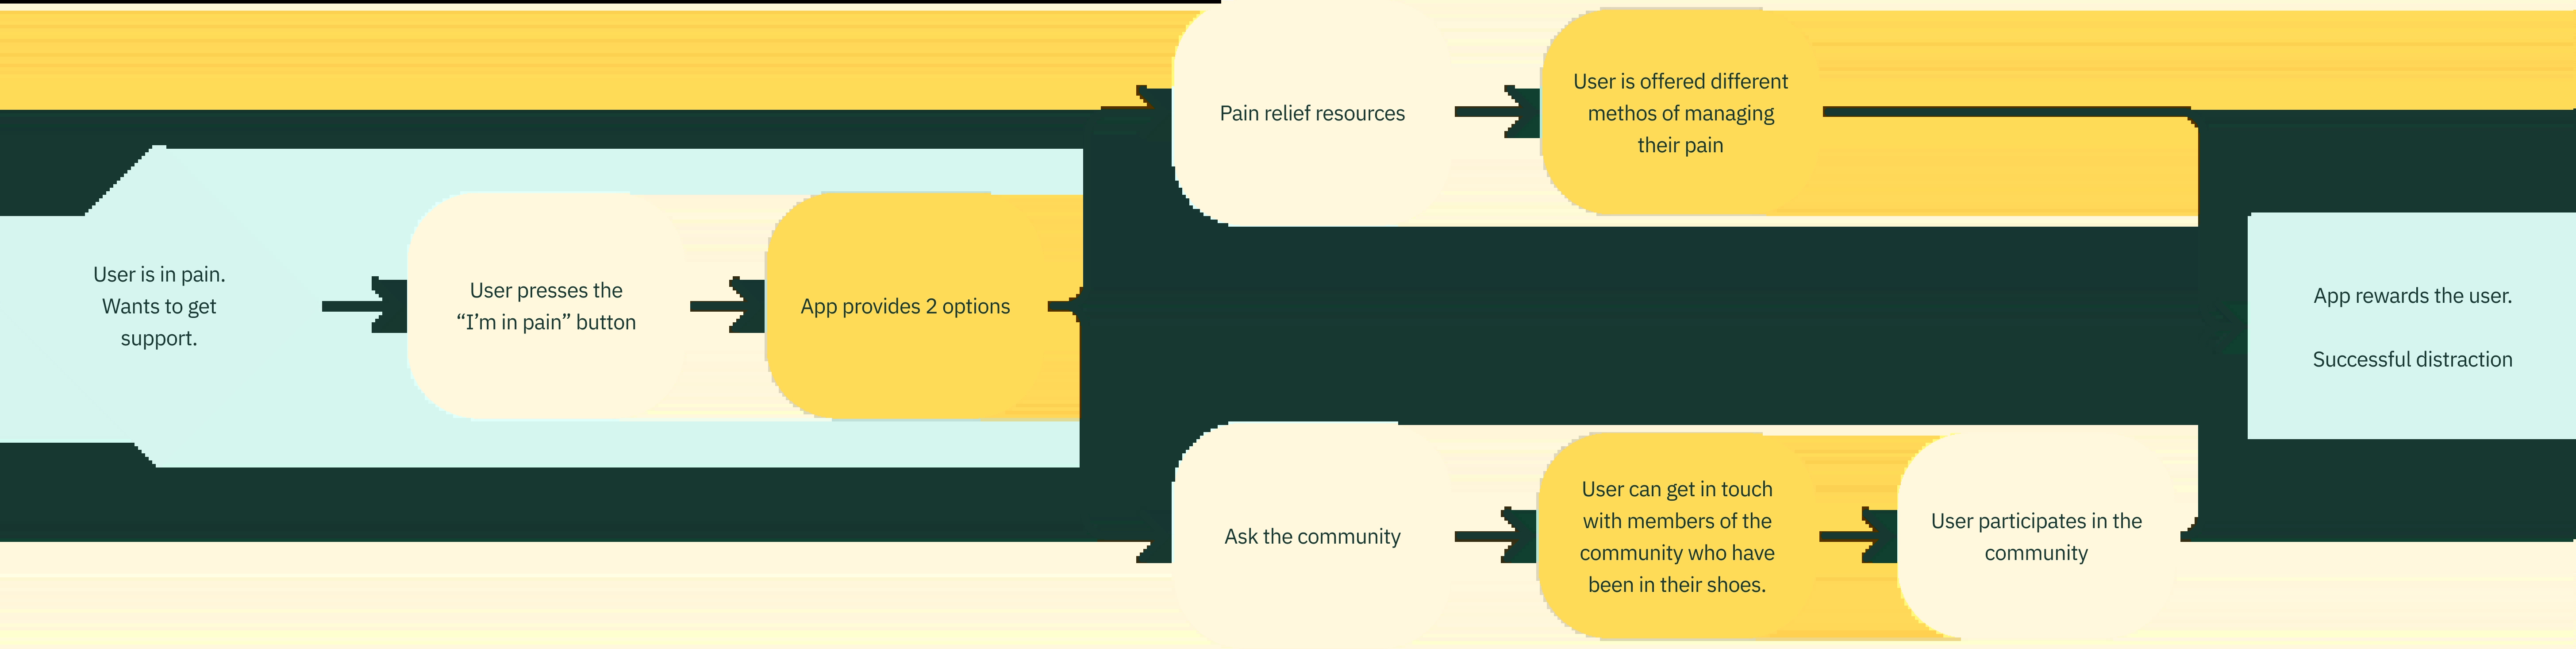 User is in pain.
Wants to get
support.
User presses the
“I’m in pain” button
App provides 2 options
Pain relief resources
User is offered different
methos of managing
their pain
Ask the community
User can get in touch
with members of the
community who have
been in their shoes.
User participates in the
community
App rewards the user.
Successful distraction